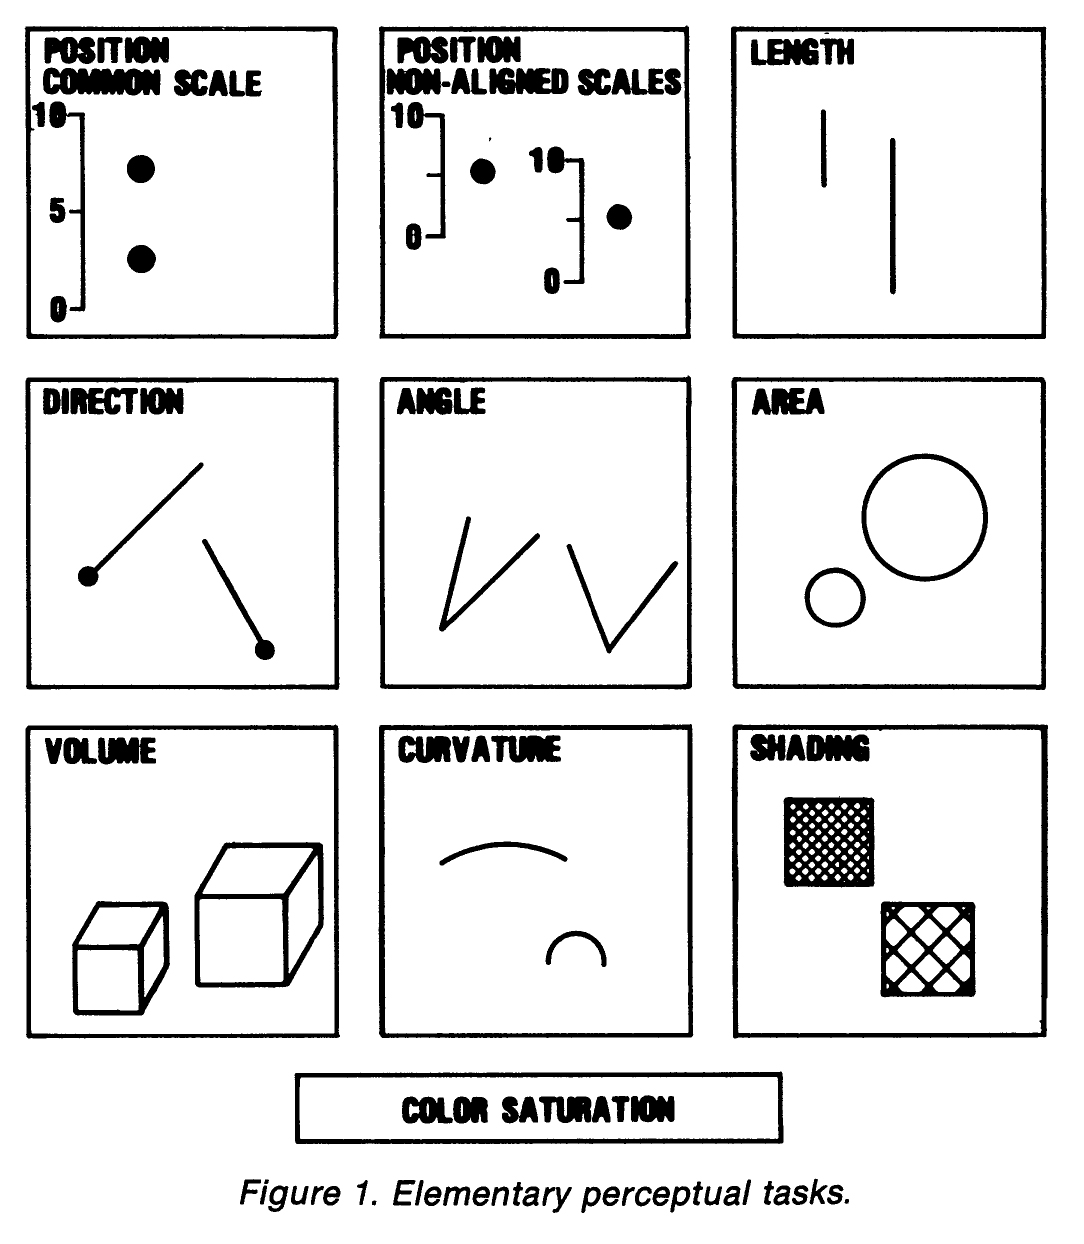 POSITION
COMMON SCALE
10
5
0
POSITION
NON-ALIGNED SCALES
10
0
10
0
LENGTH
DIRECTION
ANGLE
AREA
VOLUME
CURVATURE
SHADING
COLOR SATURATION
Figure 1. Elementary perceptual tasks.